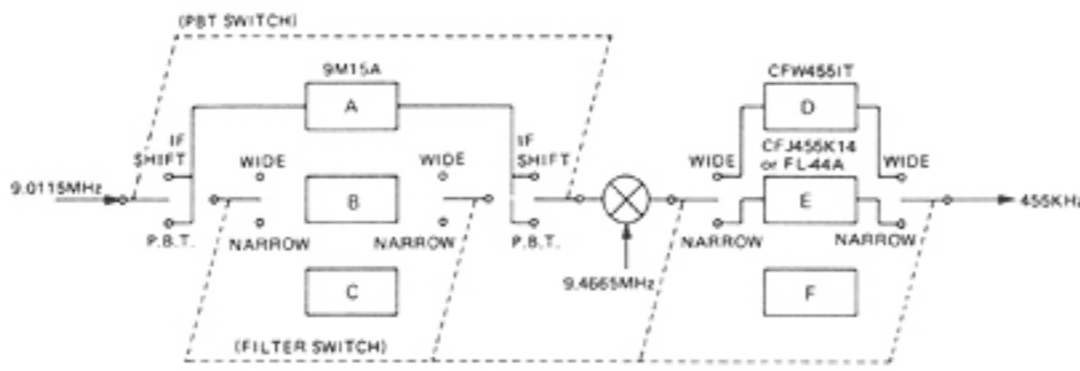 (PBT SWITCH)
9M15A
A
CFW455IT
D
CFJ455K14
or FL-44A
IF
SHIFT
WIDE
WIDE
IF
SHIFT
WIDE
WIDE
9.0115MHz
B
E
455KHz
P.B.T.
NARROW
NARROW
P.B.T.
NARROW
NARROW
9.4665MHz
C
F
(FILTER SWITCH)